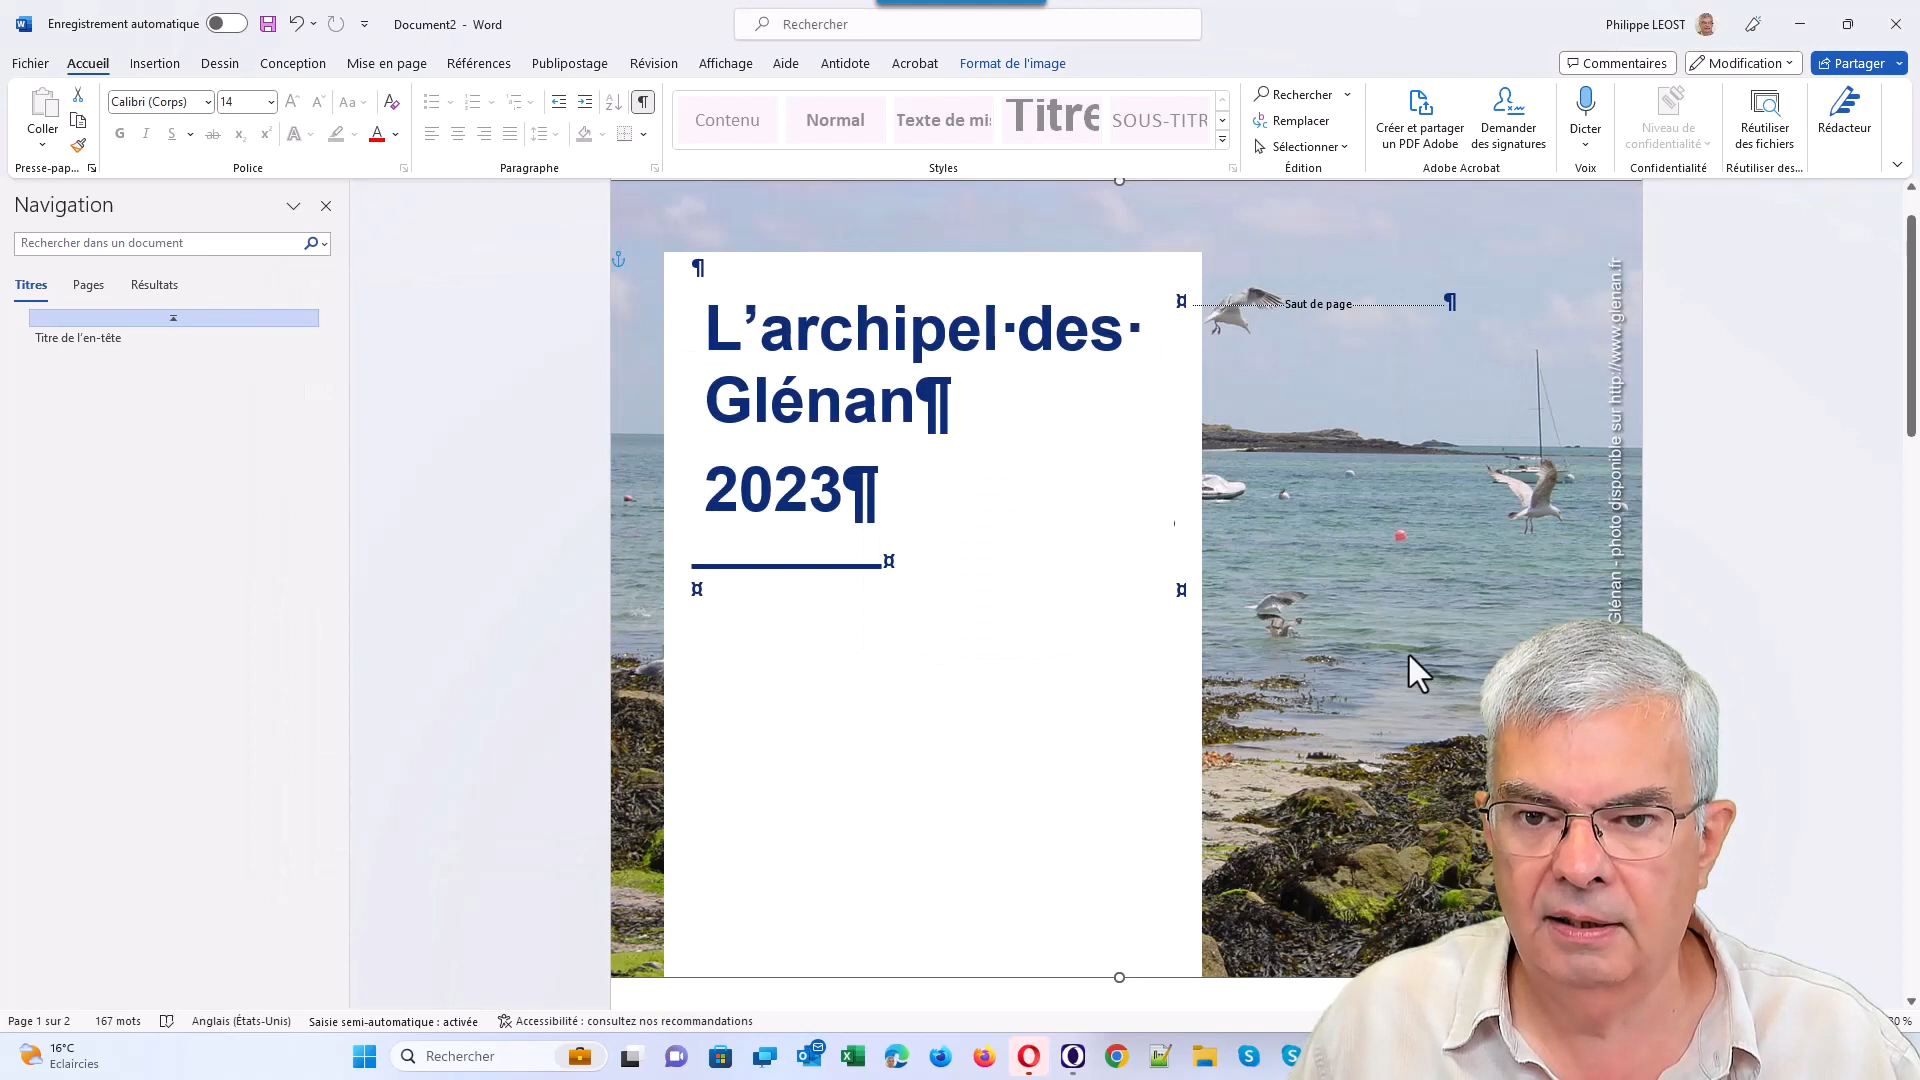 Enregistrement automatique
Document2 - Word
Rechercher
Philippe LEOST
Fichier
Accueil
Insertion
Dessin
Conception
Mise en page
Références
Publipostage
Révision
Affichage
Aide
Antidote
Acrobat
Format de l'image
Commentaires
Modification
Partager
Coller
Calibri (Corps)
14
Aa
G I S ab x₂ x²
Contenu
Normal
Texte de mi
Titre
SOUS-TITR
Rechercher
Remplacer
Sélectionner
Créer et partager
un PDF Adobe
Demander
des signatures
Dicter
Niveau de
confidentialité
Réutiliser
des fichiers
Rédacteur
Presse-pap...
Police
Paragraphe
Styles
Édition
Adobe Acrobat
Voix
Confidentialité
Réutiliser des...
Navigation
Rechercher dans un document
Titres
Pages
Résultats
Titre de l'en-tête
¶
L’archipel·des·
Glénan¶
2023¶
¤
¤
¤
Saut de page
¶
¤
Glénan - photo disponible sur http://www.glenan.fr
Page 1 sur 2
167 mots
Anglais (États-Unis)
Saisie semi-automatique : activée
Accessibilité : consultez nos recommandations
16°C
Eclaircies
Rechercher